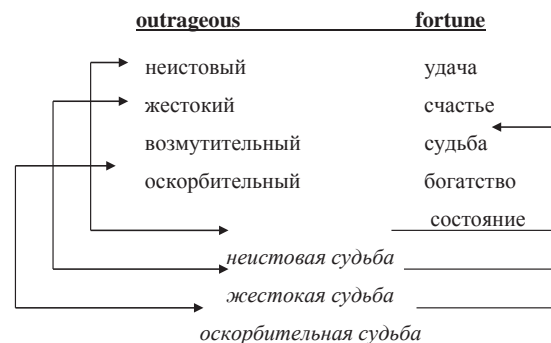 outrageous fortune
неистовый удача
жестокий счастье
возмутительный судьба
оскорбительный богатство
состояние
неистовая судьба
жестокая судьба
оскорбительная судьба